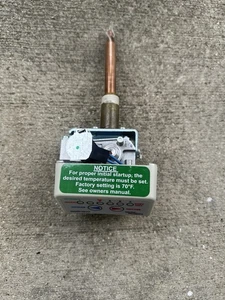 NOTICE
For proper initial startup, the
desired temperature must be set.
Factory setting is 70°F.
See owners manual.